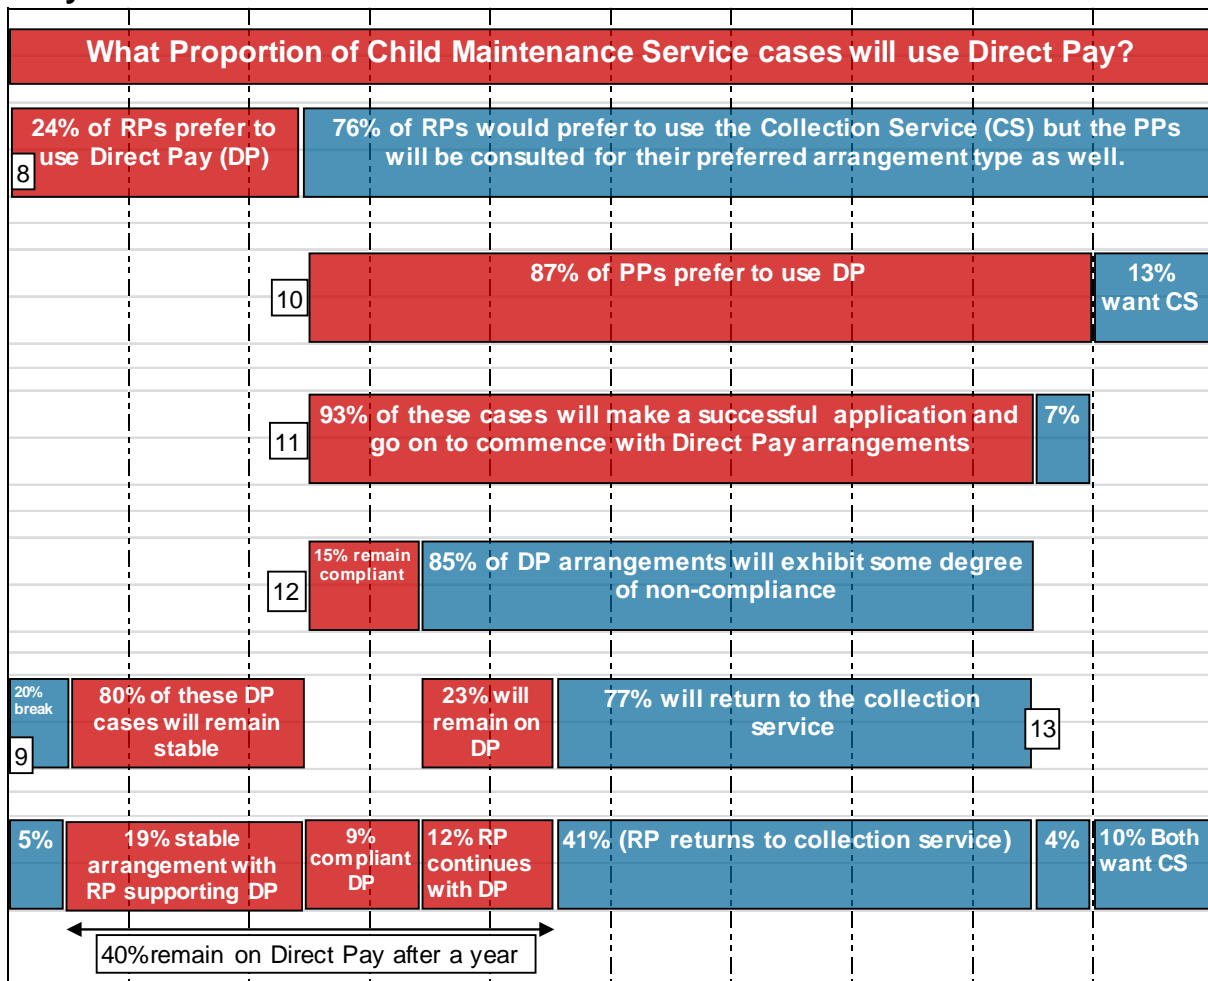 What Proportion of Child Maintenance Service cases will use Direct Pay?
24% of RPs prefer to
use Direct Pay (DP)
8
76% of RPs would prefer to use the Collection Service (CS) but the PPs
will be consulted for their preferred arrangement type as well.
10
87% of PPs prefer to use DP
13%
want CS
11
93% of these cases will make a successful application and
go on to commence with Direct Pay arrangements
7%
12
15% remain
compliant
85% of DP arrangements will exhibit some degree
of non-compliance
20%
break
9
80% of these DP
cases will remain
stable
23% will
remain on
DP
77% will return to the collection
service
13
5%
19% stable
arrangement with
RP supporting DP
9%
compliant
DP
12% RP
continues
with DP
41% (RP returns to collection service)
4%
10% Both
want CS
40%remain on Direct Pay after a year